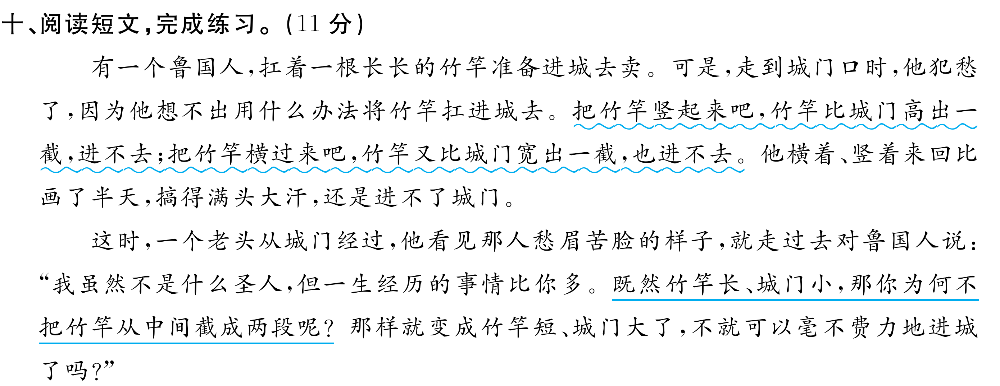 十、阅读短文,完成练习。(11 分)
有一个鲁国人,扛着一根长长的竹竿准备进城去卖。可是,走到城门口时,他犯愁
了,因为他想不出用什么办法将竹竿扛进城去。把竹竿竖起来吧,竹竿比城门高出一
截,进不去;把竹竿横过来吧,竹竿又比城门宽出一截,也进不去。他横着、竖着来回比
画了半天,搞得满头大汗,还是进不了城门。
这时,一个老头从城门经过,他看见那人愁眉苦脸的样子,就走过去对鲁国人说:
“我虽然不是什么圣人,但一生经历的事情比你多。既然竹竿长、城门小,那你为何不
把竹竿从中间截成两段呢?那样就变成竹竿短、城门大了,不就可以毫不费力地进城
了吗?”